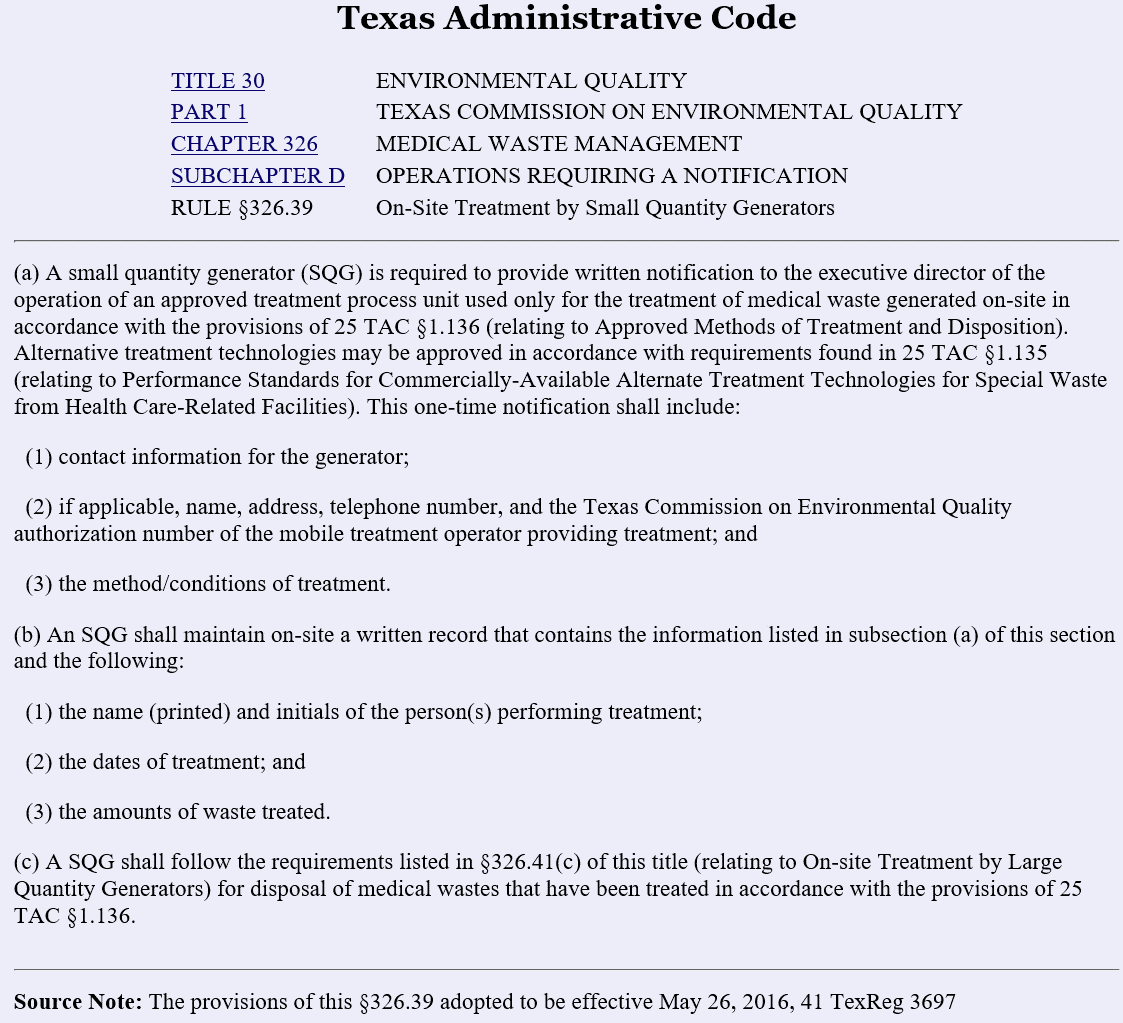 Texas Administrative Code
TITLE 30 ENVIRONMENTAL QUALITY
PART 1 TEXAS COMMISSION ON ENVIRONMENTAL QUALITY
CHAPTER 326 MEDICAL WASTE MANAGEMENT
SUBCHAPTER D OPERATIONS REQUIRING A NOTIFICATION
RULE §326.39 On-Site Treatment by Small Quantity Generators
(a) A small quantity generator (SQG) is required to provide written notification to the executive director of the
operation of an approved treatment process unit used only for the treatment of medical waste generated on-site in
accordance with the provisions of 25 TAC §1.136 (relating to Approved Methods of Treatment and Disposition).
Alternative treatment technologies may be approved in accordance with requirements found in 25 TAC §1.135
(relating to Performance Standards for Commercially-Available Alternate Treatment Technologies for Special Waste
from Health Care-Related Facilities). This one-time notification shall include:
(1) contact information for the generator;
(2) if applicable, name, address, telephone number, and the Texas Commission on Environmental Quality
authorization number of the mobile treatment operator providing treatment; and
(3) the method/conditions of treatment.
(b) An SQG shall maintain on-site a written record that contains the information listed in subsection (a) of this section
and the following:
(1) the name (printed) and initials of the person(s) performing treatment;
(2) the dates of treatment; and
(3) the amounts of waste treated.
(c) A SQG shall follow the requirements listed in §326.41(c) of this title (relating to On-site Treatment by Large
Quantity Generators) for disposal of medical wastes that have been treated in accordance with the provisions of 25
TAC §1.136.
Source Note: The provisions of this §326.39 adopted to be effective May 26, 2016, 41 TexReg 3697